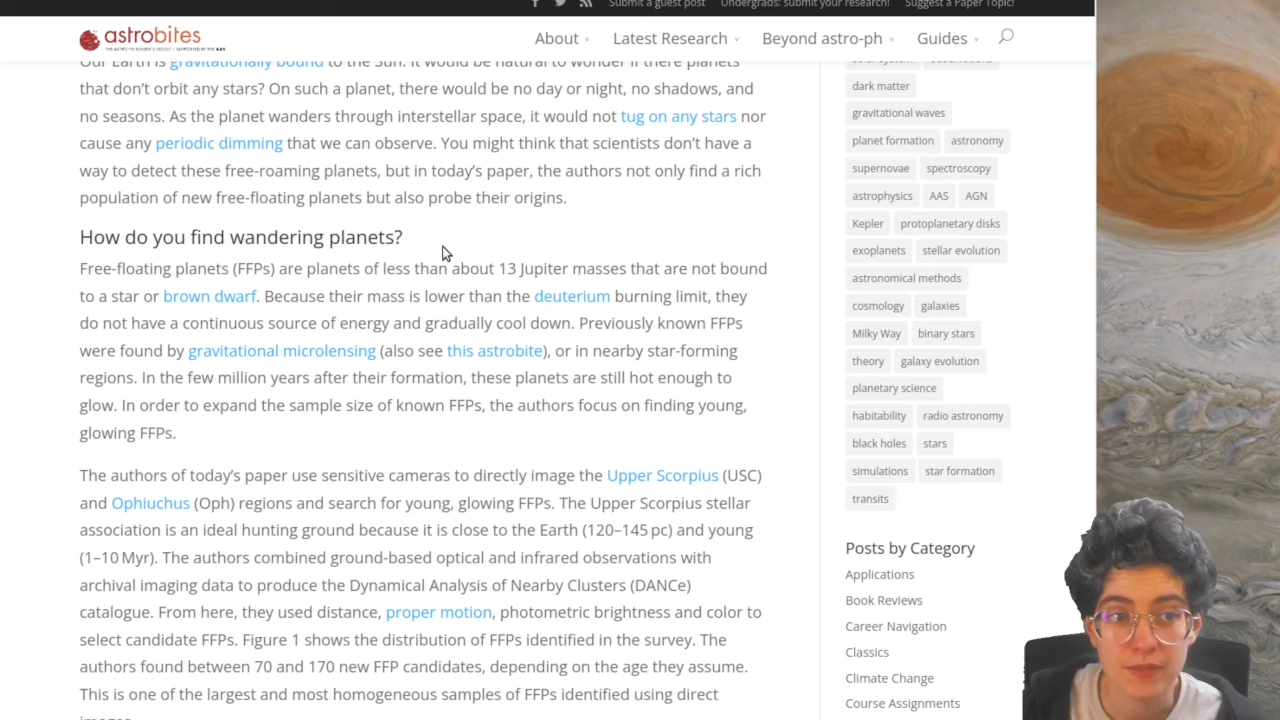 Submit a guest post
Undergrads: submit your research!
Suggest a Paper Topic!
astrobites
About
Latest Research
Beyond astro-ph
Guides
Our Earth is gravitationally bound to the Sun. It would be natural to wonder if there planets
that don't orbit any stars? On such a planet, there would be no day or night, no shadows, and
no seasons. As the planet wanders through interstellar space, it would not tug on any stars nor
cause any periodic dimming that we can observe. You might think that scientists don't have a
way to detect these free-roaming planets, but in today's paper, the authors not only find a rich
population of new free-floating planets but also probe their origins.
How do you find wandering planets?
Free-floating planets (FFPs) are planets of less than about 13 Jupiter masses that are not bound
to a star or brown dwarf. Because their mass is lower than the deuterium burning limit, they
do not have a continuous source of energy and gradually cool down. Previously known FFPs
were found by gravitational microlensing (also see this astrobite), or in nearby star-forming
regions. In the few million years after their formation, these planets are still hot enough to
glow. In order to expand the sample size of known FFPs, the authors focus on finding young,
glowing FFPs.
The authors of today's paper use sensitive cameras to directly image the Upper Scorpius (USC)
and Ophiuchus (Oph) regions and search for young, glowing FFPs. The Upper Scorpius stellar
association is an ideal hunting ground because it is close to the Earth (120–145 pc) and young
(1–10 Myr). The authors combined ground-based optical and infrared observations with
archival imaging data to produce the Dynamical Analysis of Nearby Clusters (DANCe)
catalogue. From here, they used distance, proper motion, photometric brightness and color to
select candidate FFPs. Figure 1 shows the distribution of FFPs identified in the survey. The
authors found between 70 and 170 new FFP candidates, depending on the age they assume.
This is one of the largest and most homogeneous samples of FFPs identified using direct
dark matter
gravitational waves
planet formation astronomy
supernovae spectroscopy
astrophysics AAS AGN
Kepler protoplanetary disks
exoplanets stellar evolution
astronomical methods
cosmology galaxies
Milky Way binary stars
theory galaxy evolution
planetary science
habitability radio astronomy
black holes stars
simulations star formation
transits
Posts by Category
Applications
Book Reviews
Career Navigation
Classics
Climate Change
Course Assignments